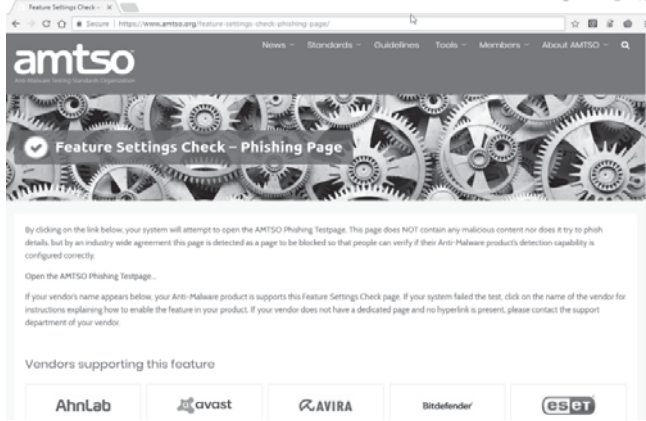 Feature Settings Check -
Secure https://www.amtso.org/feature-settings-check-phishing-page/
News Standards Guidelines Tools Members About AMTSO
amtso
Anti-Malware Testing Standards Organization
Feature Settings Check – Phishing Page
By clicking on the link below, your system will attempt to open the AMTSO Phishing Testpage. This page does NOT contain any malicious content nor does it try to phish
details, but by an industry wide agreement this page is detected as a page to be blocked so that people can verify if their Anti-Malware product's detection capability is
configured correctly.
Open the AMTSO Phishing Testpage...
If your vendor's name appears below, your Anti-Malware product is supports this Feature Settings Check page. If your system failed the test, click on the name of the vendor for
instructions explaining how to enable the feature in your product. If your vendor does not have a dedicated page and no hyperlink is present, please contact the support
department of your vendor.
Vendors supporting this feature
AhnLab avast AVIRA Bitdefender eseT